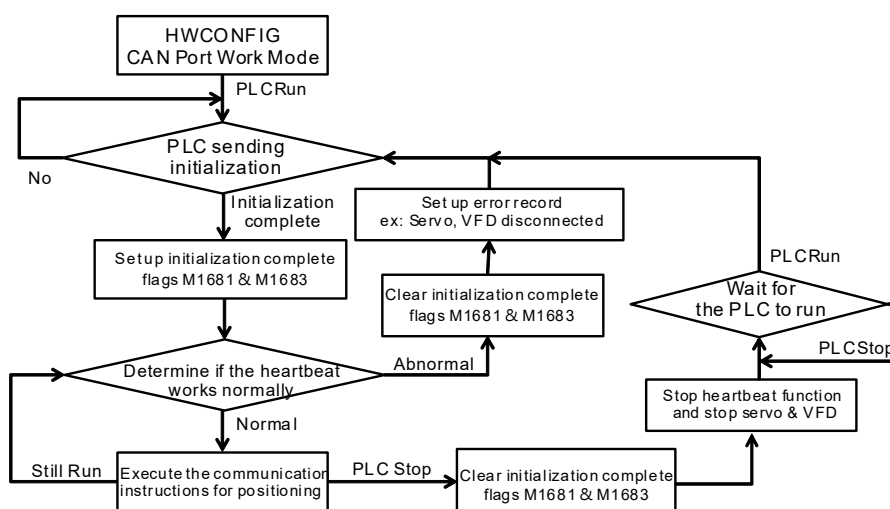 HWCONFIG
CAN Port Work Mode
PLCRun
PLC sending
initialization
No
Initialization
complete
Set up error record
ex: Servo, VFD disconnected
Setup initialization complete
flags M1681 & M1683
Clear initialization complete
flags M1681 & M1683
PLCRun
Wait for
the PLC to run
PLCStop
Determine if the heartbeat
works normally
Abnormal
Normal
Stop heartbeat function
and stop servo & VFD
Still Run
Execute the communication
instructions for positioning
PLC Stop
Clear initialization complete
flags M1681 & M1683